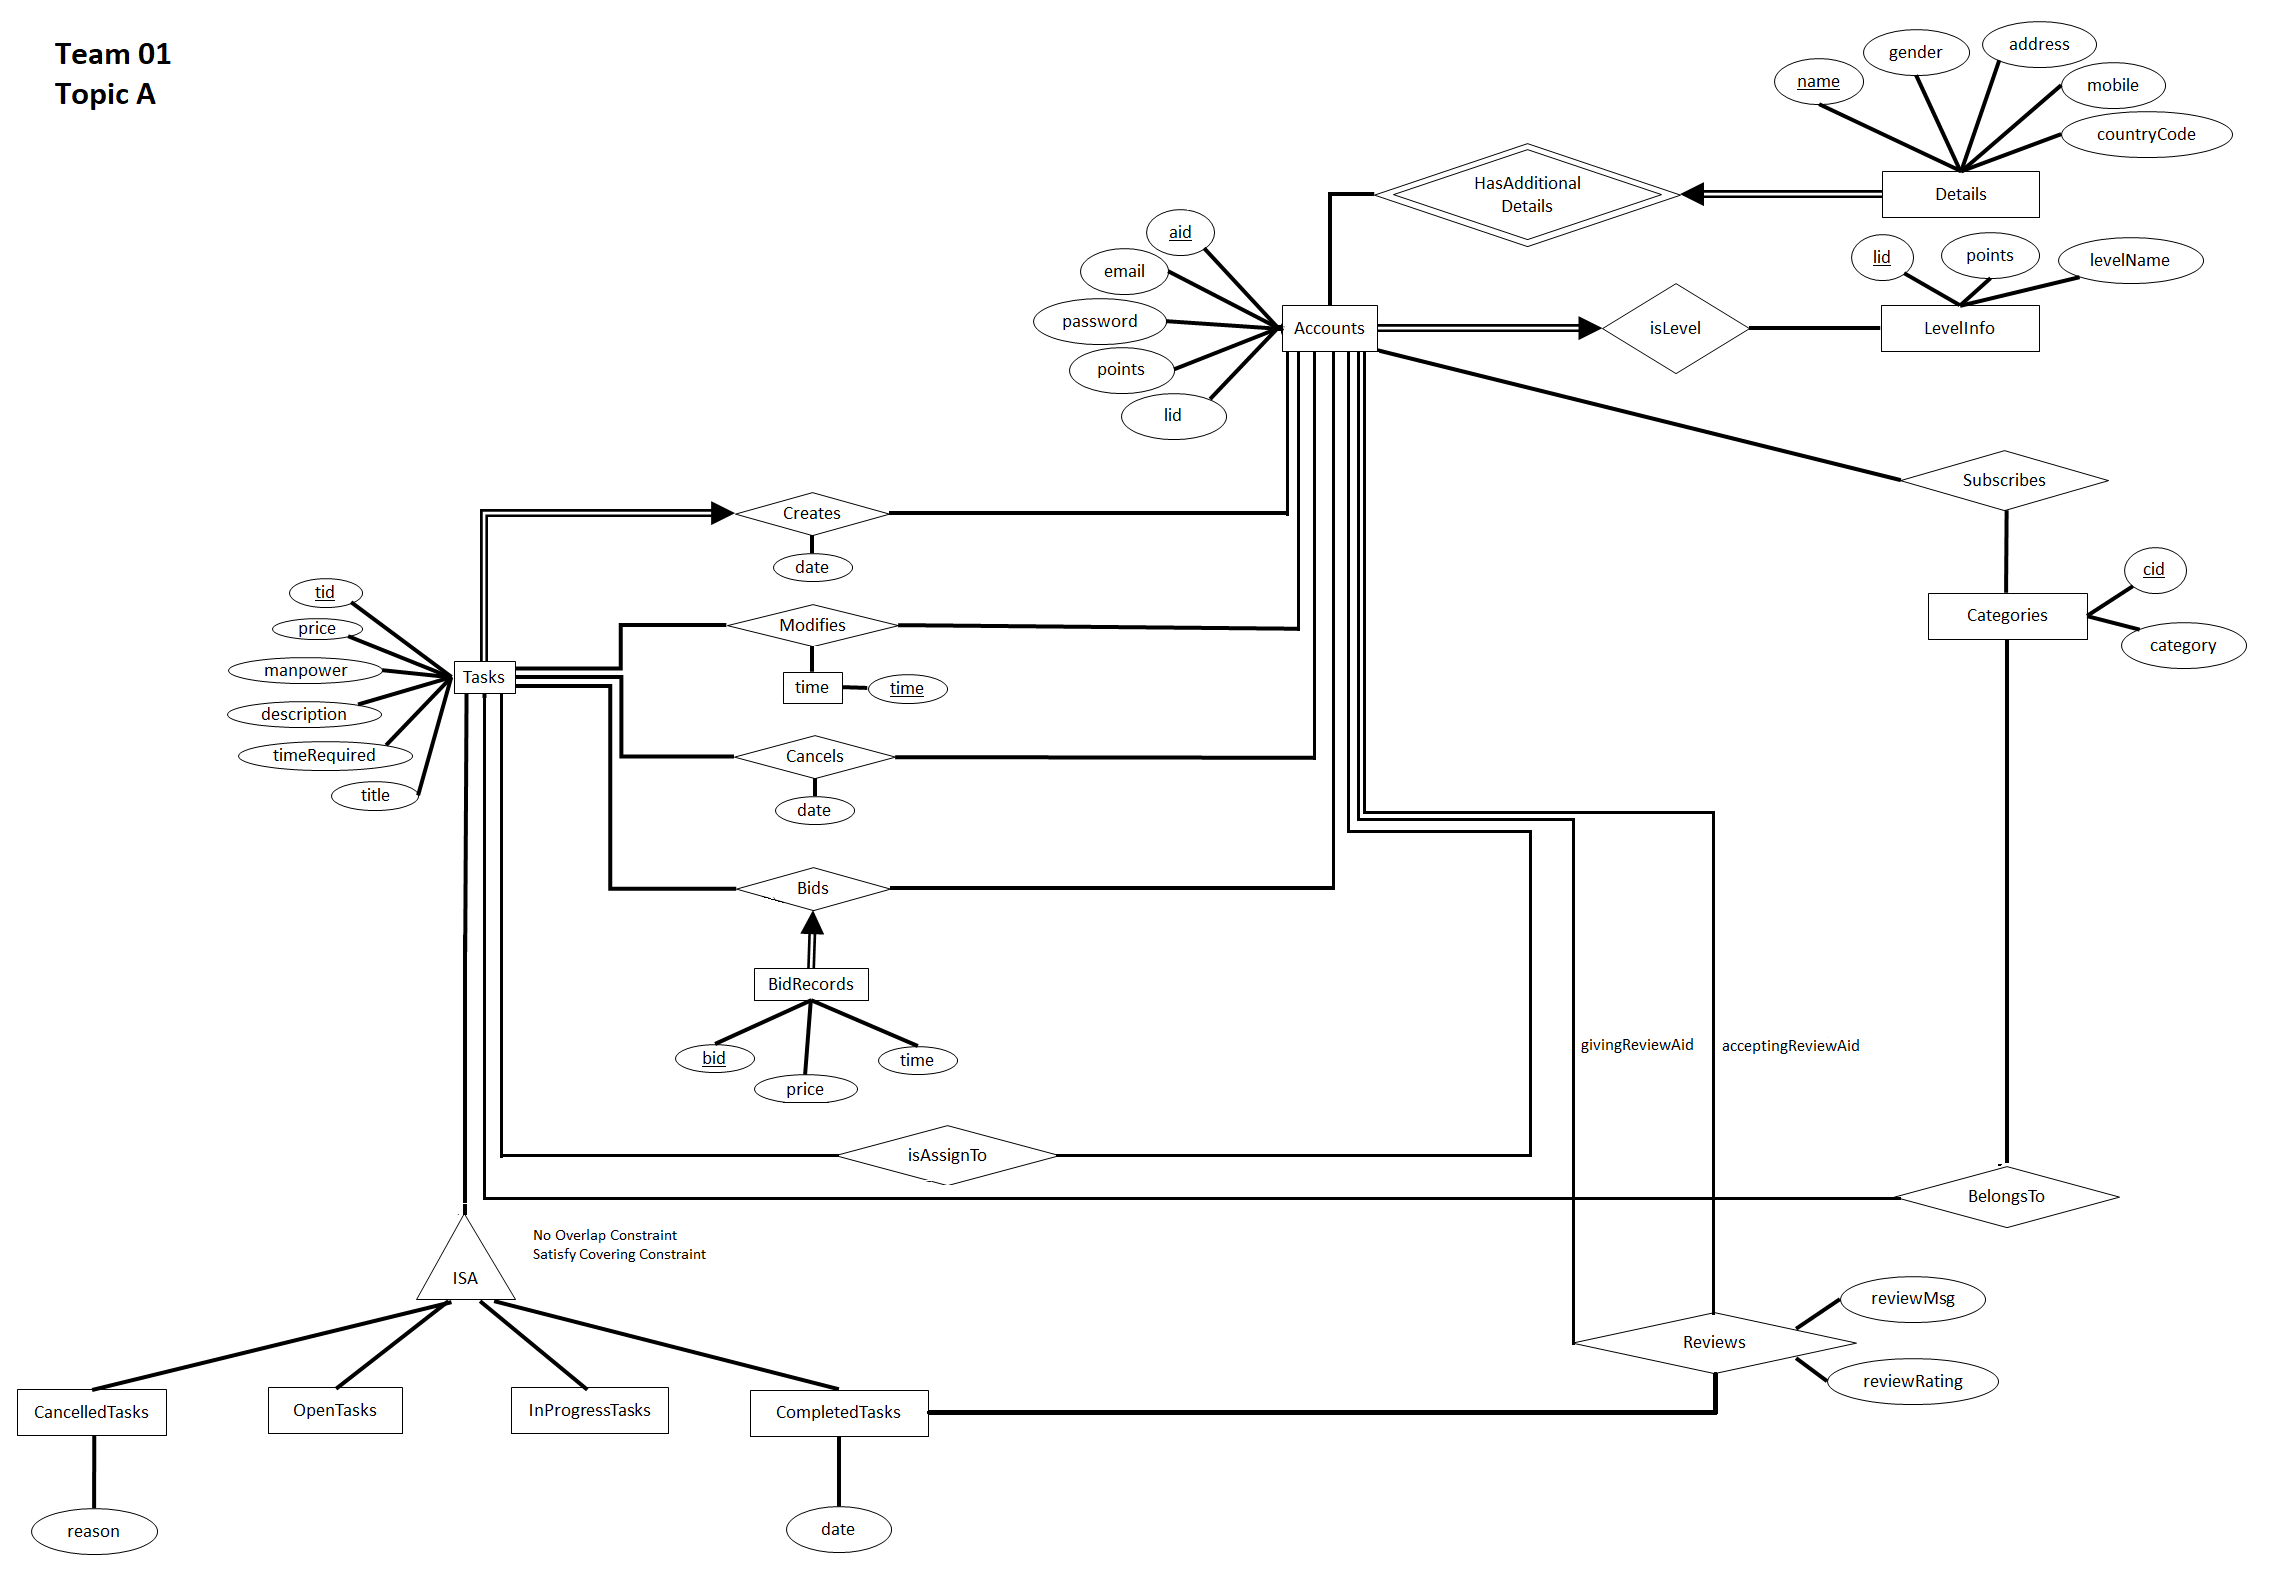 Team 01
Topic A
name
gender
address
mobile
countryCode
HasAdditional
Details
Details
aid
email
password
points
lid
Accounts
isLevel
lid
points
levelName
LevelInfo
Subscribes
Creates
date
cid
Categories
category
tid
price
manpower
description
timeRequired
title
Tasks
Modifies
time
time
Cancels
date
Bids
BidRecords
bid
price
time
givingReviewAid
acceptingReviewAid
isAssignTo
BelongsTo
No Overlap Constraint
Satisfy Covering Constraint
ISA
reviewMsg
Reviews
reviewRating
CancelledTasks
OpenTasks
InProgressTasks
CompletedTasks
reason
date